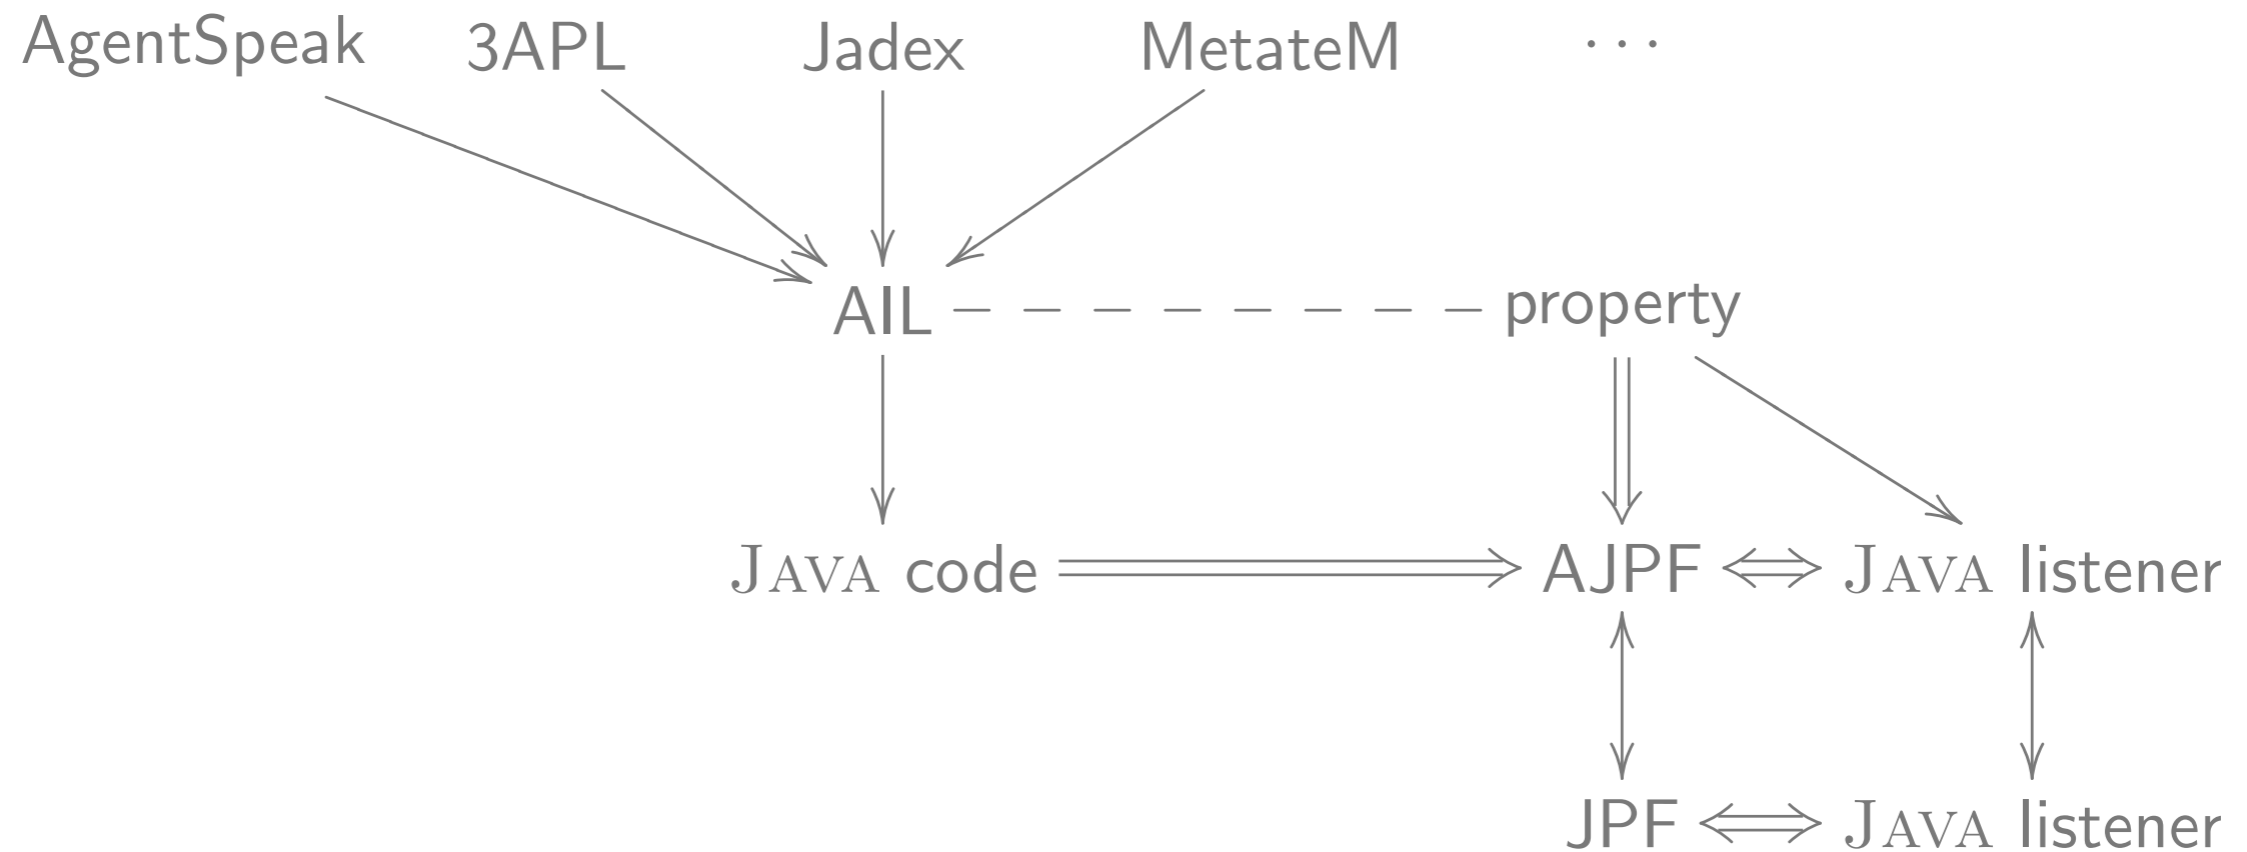 AgentSpeak 3APL Jadex MetateM ...
AIL property
JAVA code AJPF JAVA listener
JPF JAVA listener